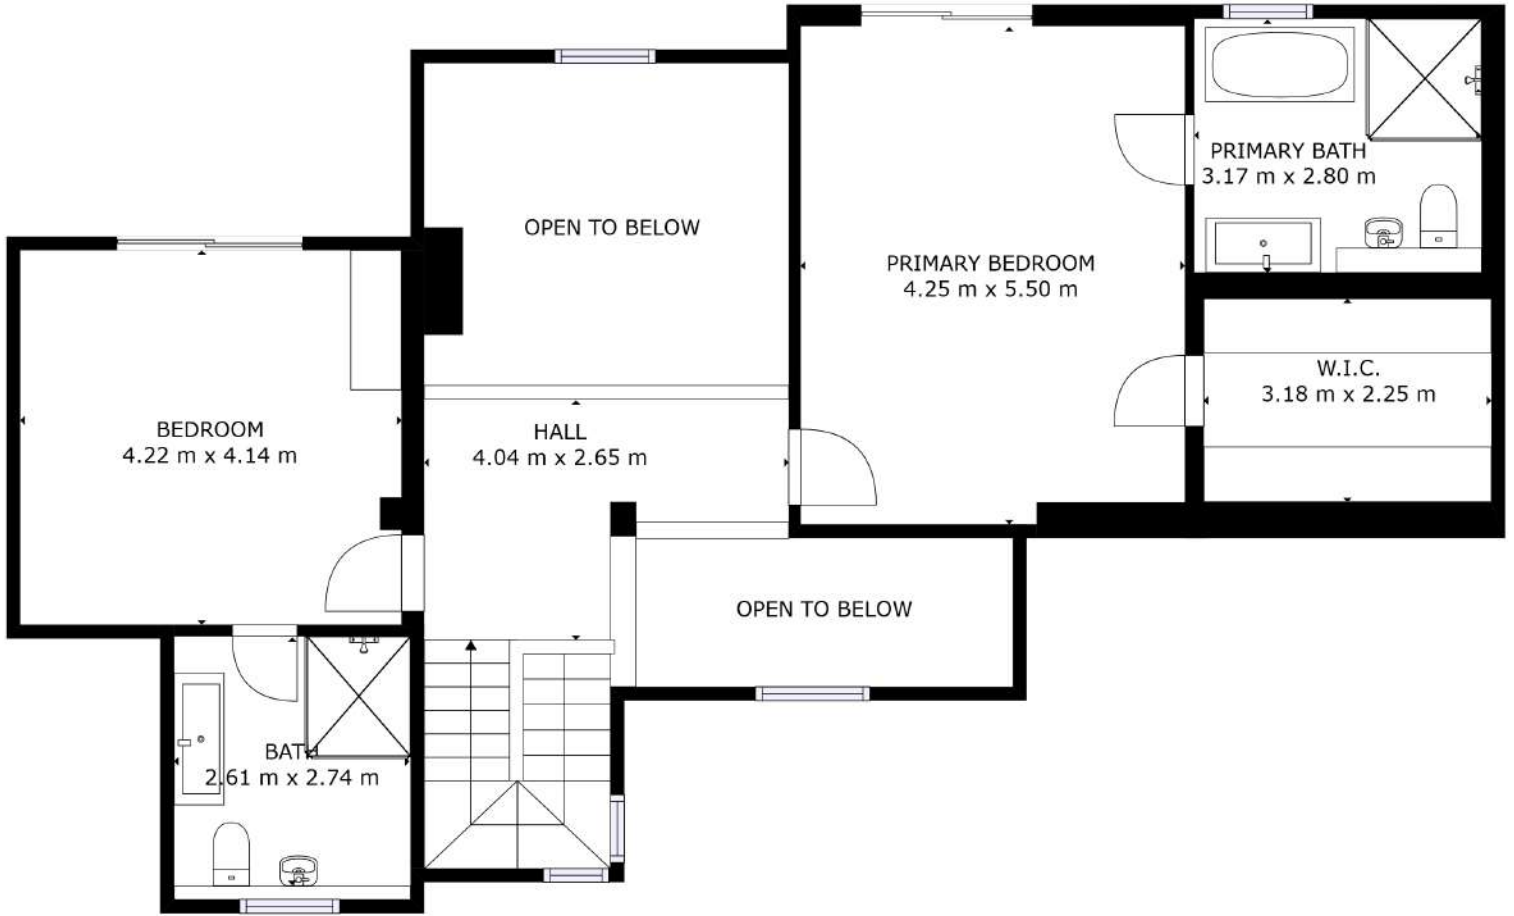 PRIMARY BATH
3.17 m x 2.80 m
OPEN TO BELOW
PRIMARY BEDROOM
4.25 m x 5.50 m
W.I.C.
3.18 m x 2.25 m
BEDROOM
4.22 m x 4.14 m
HALL
4.04 m x 2.65 m
OPEN TO BELOW
BATH
2.61 m x 2.74 m